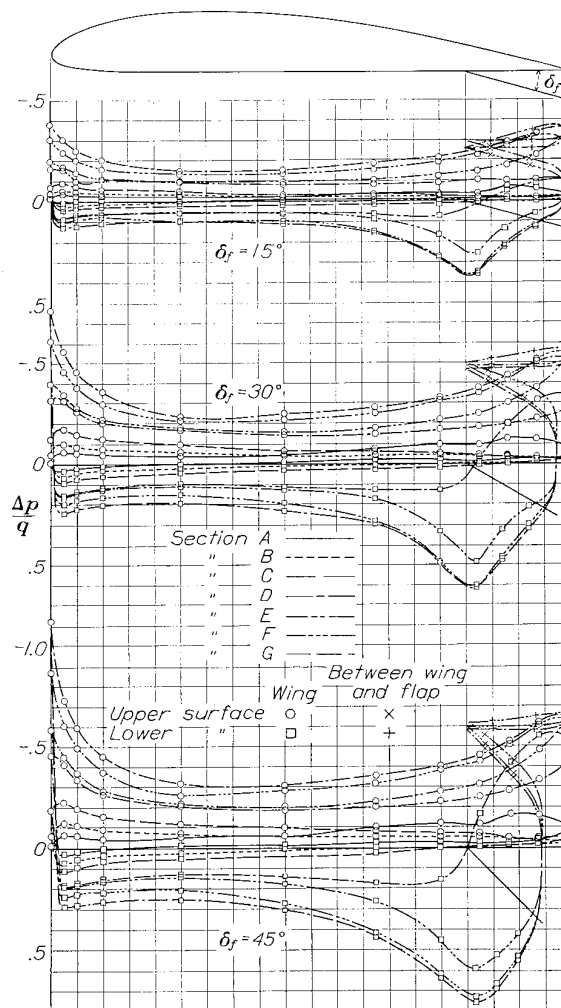 δf
-.5
0
δf = 15°
.5
-.5
δf = 30°
0
Δp
q
Section A
" B
" C
" D
" E
" F
" G
.5
-1.0
Between wing
Wing and flap
Upper surface ○ ×
Lower " □ +
-.5
0
.5
δf = 45°